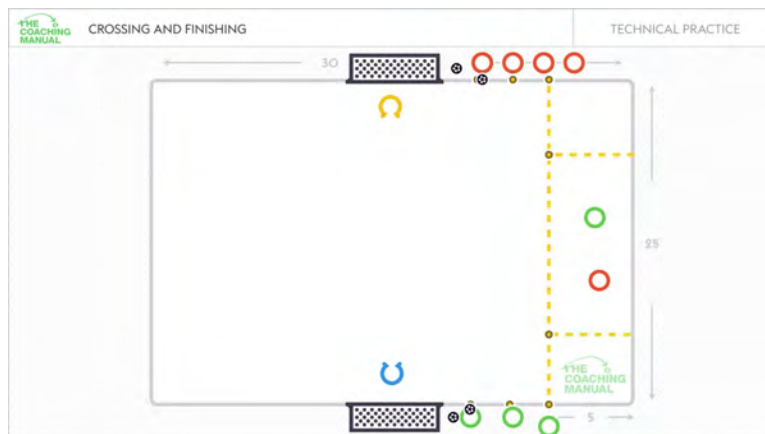 THE
COACHING
MANUAL
CROSSING AND FINISHING
TECHNICAL PRACTICE
30
25
THE
COACHING
MANUAL
5